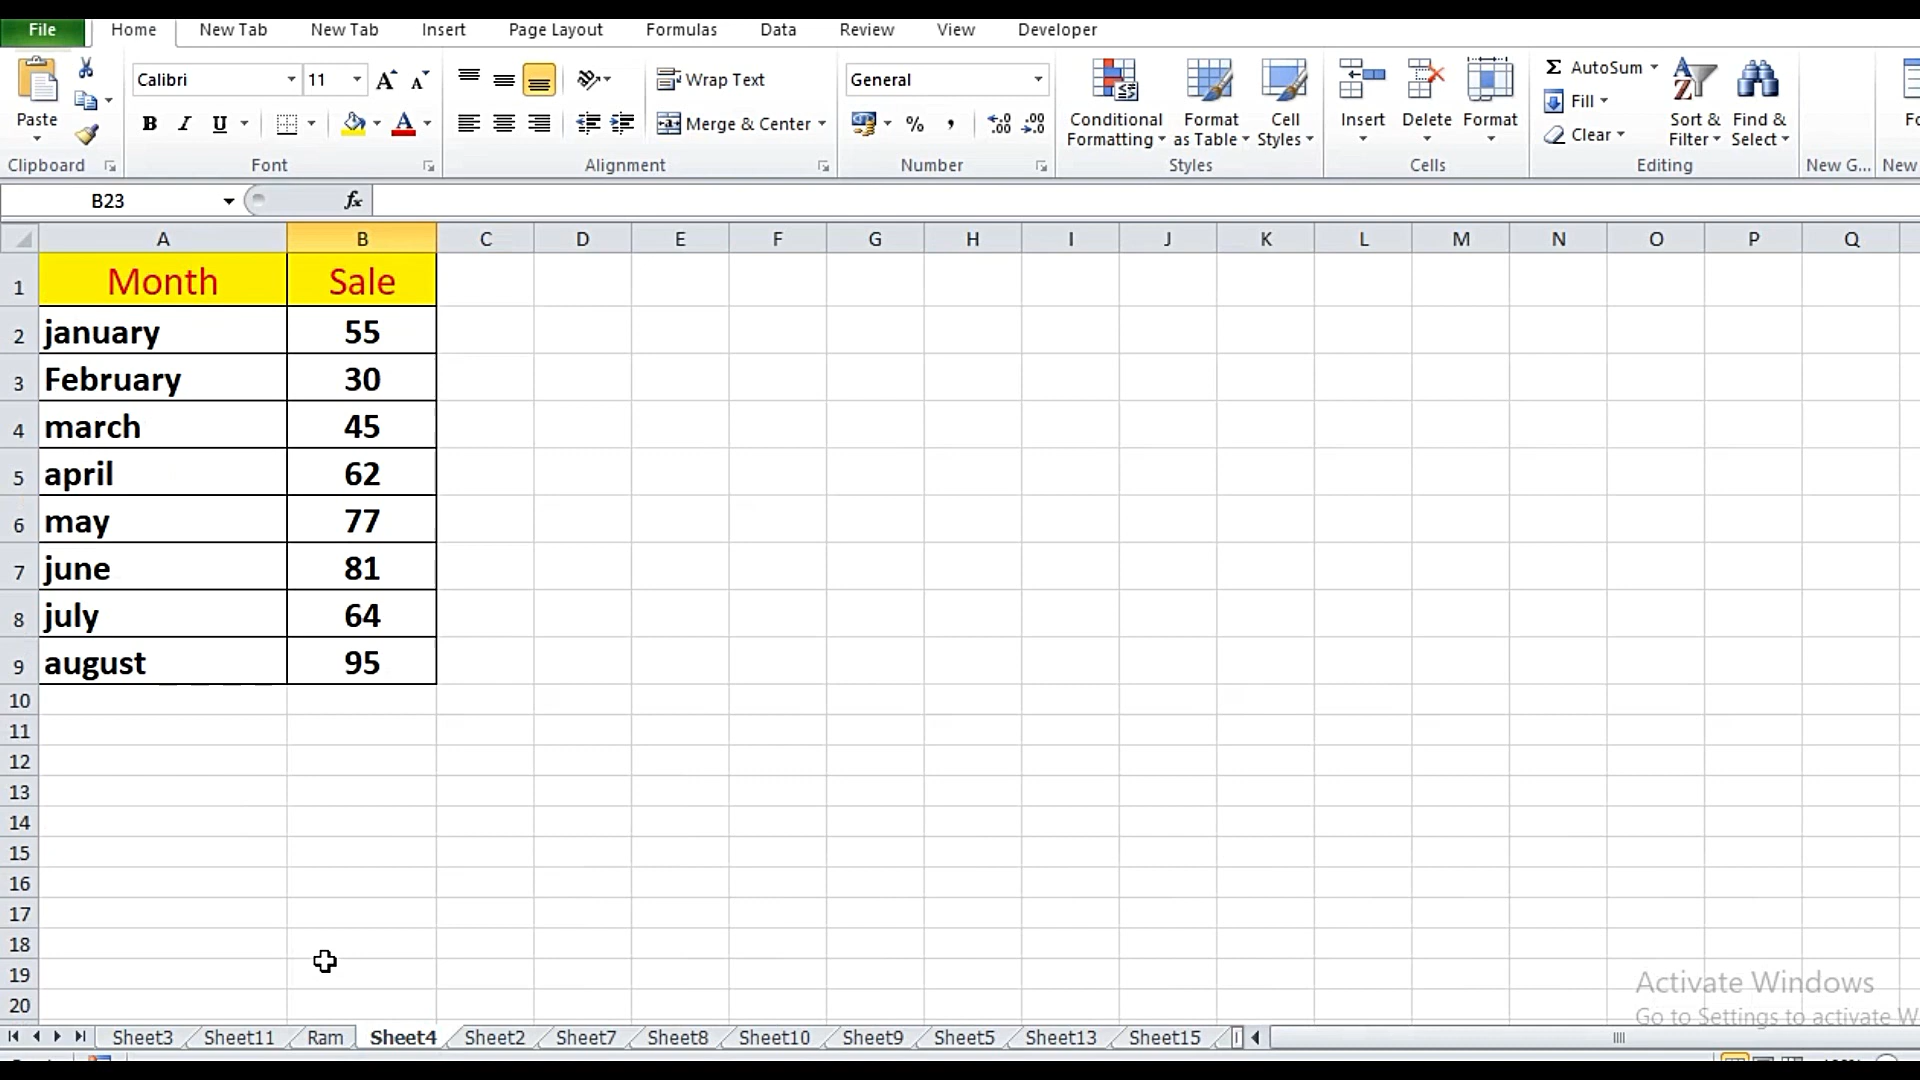 File Home New Tab New Tab Insert Page Layout Formulas Data Review View Developer
Calibri 11 Wrap Text General AutoSum
Paste Merge & Center % , Conditional Formatting Format as Table Cell Styles Insert Delete Format Fill Clear Sort & Filter Find & Select
B I U A
Clipboard Font Alignment Number Styles Cells Editing New G... New
B23 fx
A B C D E F G H I J K L M N O P Q
1 Month Sale
2 january 55
3 February 30
4 march 45
5 april 62
6 may 77
7 june 81
8 july 64
9 august 95
10
11
12
13
14
15
16
17
18
19
20
Activate Windows
Go to Settings to activate W
Sheet3 Sheet11 Ram Sheet4 Sheet2 Sheet7 Sheet8 Sheet10 Sheet9 Sheet5 Sheet13 Sheet15